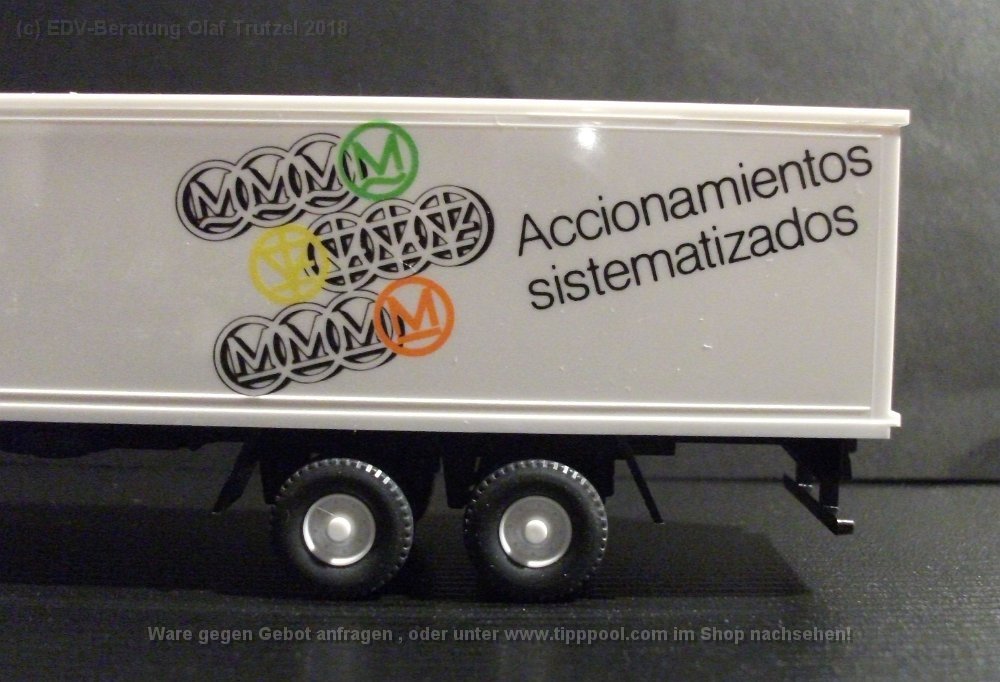 (c) EDV-Beratung Olaf Trutzel 2018
M M M M
Accionamientos
sistematizados
M M M M
Ware gegen Gebot anfragen , oder unter www.tipppool.com im Shop nachsehen!